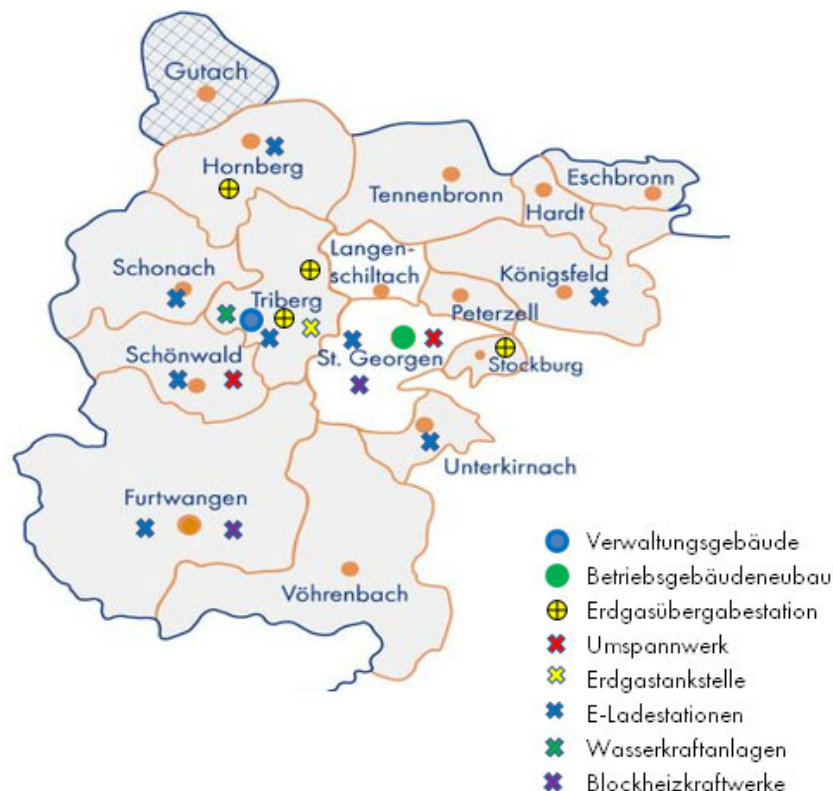 Gutach
Hornberg
Tennenbronn
Eschbronn
Hardt
Langen-
schiltach
Schonach
Königsfeld
Triberg
Peterzell
Schönwald
St. Georgen
Stockburg
Unterkirnach
Furtwangen
Vöhrenbach
Verwaltungsgebäude
Betriebsgebäudeneubau
Erdgasübergabestation
Umspannwerk
Erdgastankstelle
E-Ladestationen
Wasserkraftanlagen
Blockheizkraftwerke